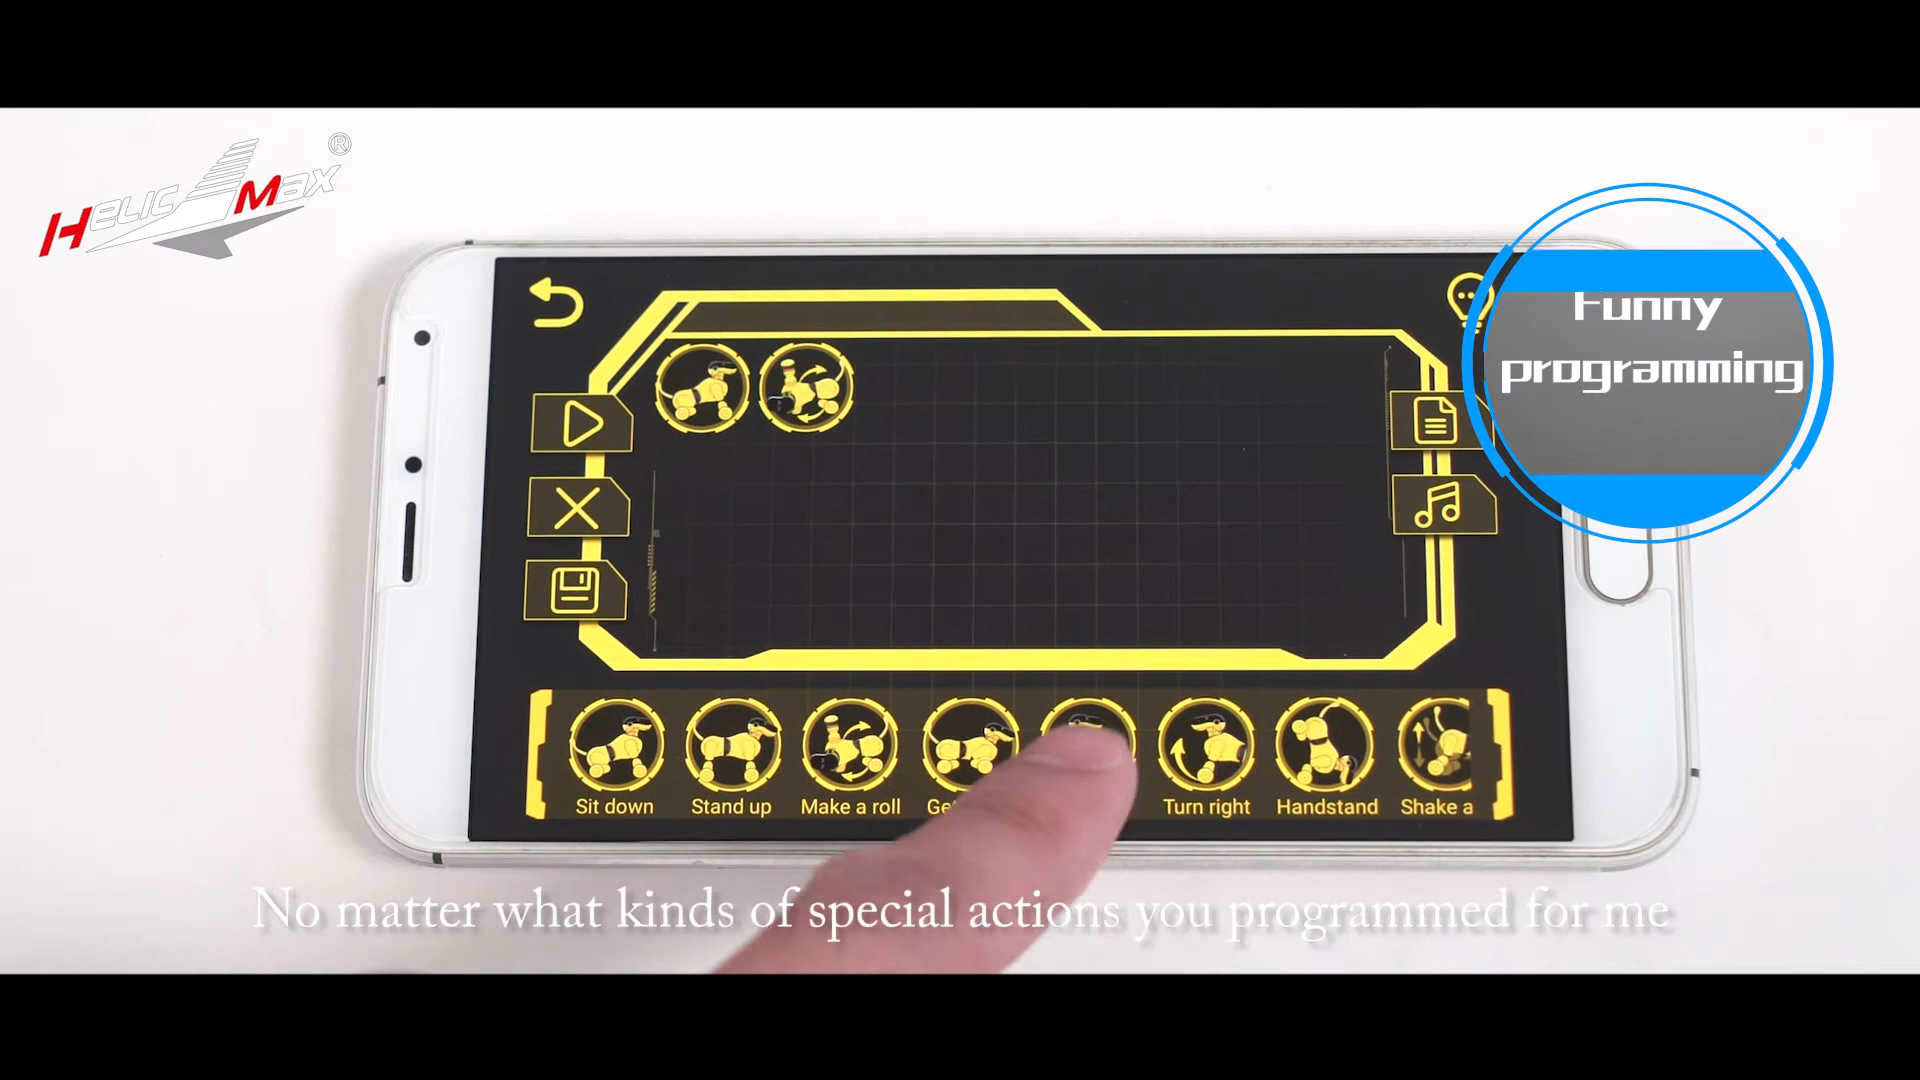 Helic Max ®
Funny
programming
Sit down
Stand up
Make a roll
Turn right
Handstand
Shake a
No matter what kinds of special actions you programmed for me